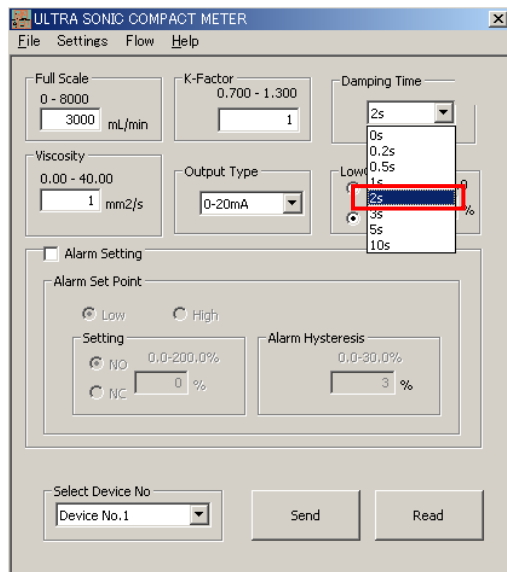 ULTRA SONIC COMPACT METER
File Settings Flow Help
Full Scale
0 - 8000
3000 mL/min
K-Factor
0.700 - 1.300
1
Damping Time
2s
0s
0.2s
0.5s
1s
2s
3s
5s
10s
Viscosity
0.00 - 40.00
1 mm2/s
Output Type
0-20mA
%
Alarm Setting
Alarm Set Point
Low High
Setting
NO 0.0-200.0%
NC 0 %
Alarm Hysteresis
0.0-30.0%
3 %
Select Device No
Device No.1
Send
Read